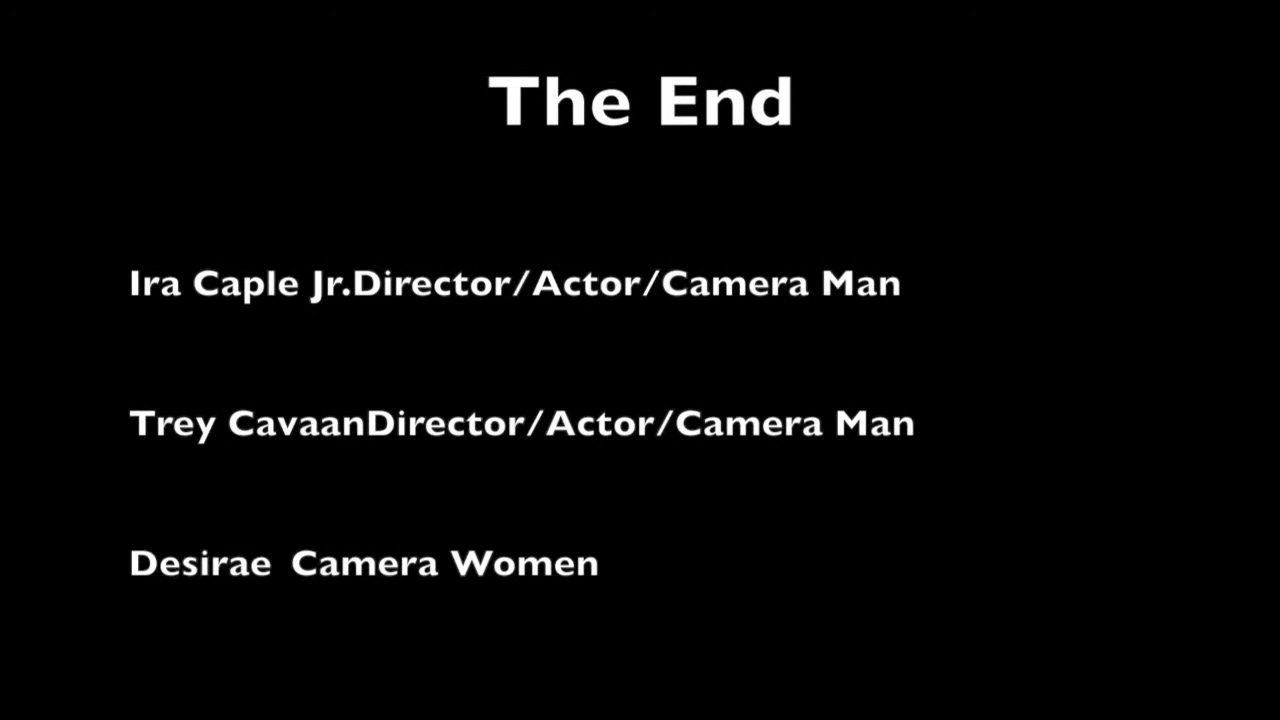 The End
Ira Caple Jr.Director/Actor/Camera Man
Trey CavaanDirector/Actor/Camera Man
Desirae  Camera Women